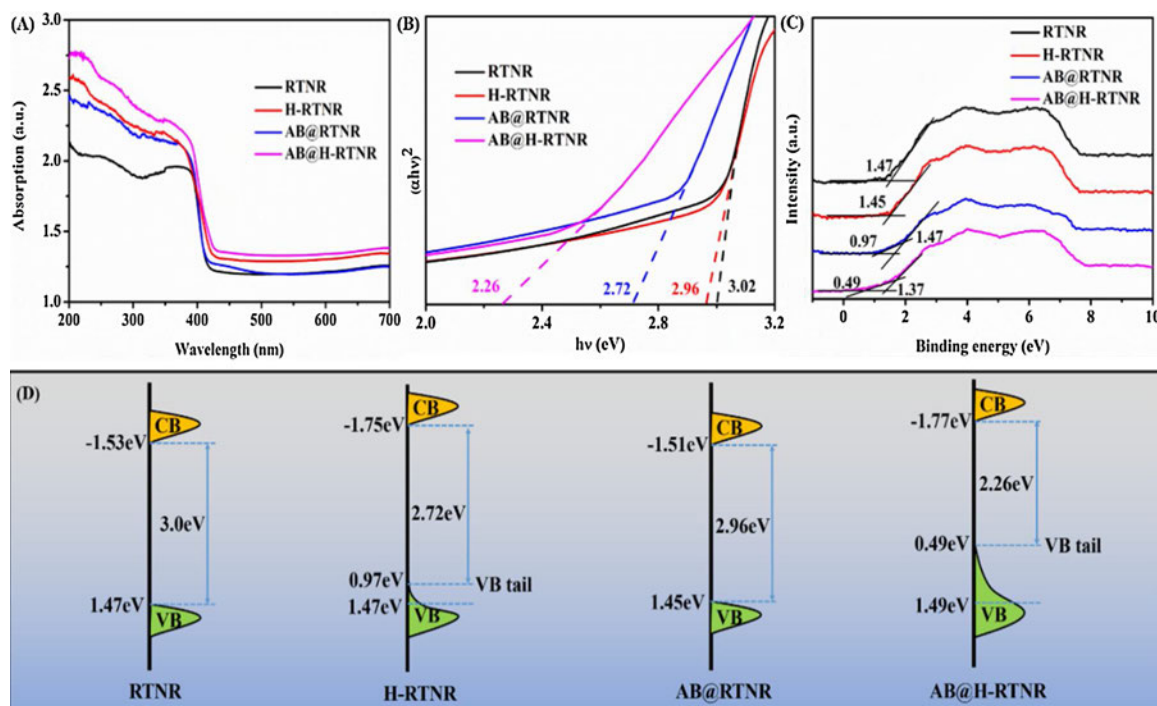 (A)
3.0
2.5
2.0
1.5
1.0
200 300 400 500 600 700
Absorption (a.u.)
Wavelength (nm)
RTNR
H-RTNR
AB@RTNR
AB@H-RTNR
(B)
(αhν)²
RTNR
H-RTNR
AB@RTNR
AB@H-RTNR
2.26 2.72 2.96 3.02
2.0 2.4 2.8 3.2
hν (eV)
(C)
Intensity (a.u.)
RTNR
H-RTNR
AB@RTNR
AB@H-RTNR
1.47
1.45
0.97 1.47
0.49 1.37
0 2 4 6 8 10
Binding energy (eV)
(D)
CB
-1.53eV
3.0eV
1.47eV
VB
RTNR
CB
-1.75eV
2.72eV
0.97eV
VB tail
1.47eV
VB
H-RTNR
CB
-1.51eV
2.96eV
1.45eV
VB
AB@RTNR
CB
-1.77eV
2.26eV
0.49eV
VB tail
1.49eV
VB
AB@H-RTNR